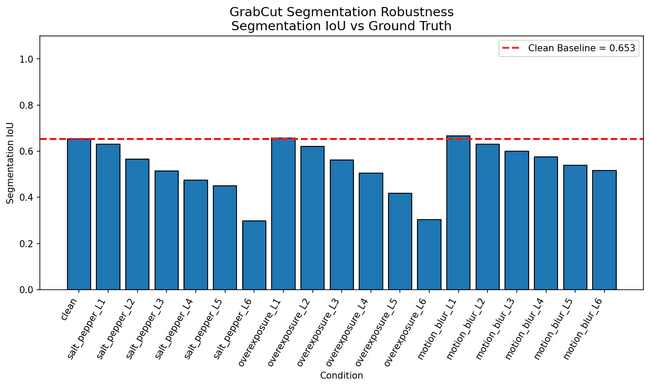 GrabCut Segmentation Robustness
Segmentation IoU vs Ground Truth
Clean Baseline = 0.653
Segmentation IoU
1.0
0.8
0.6
0.4
0.2
0.0
clean
salt_pepper_L1
salt_pepper_L2
salt_pepper_L3
salt_pepper_L4
salt_pepper_L5
salt_pepper_L6
overexposure_L1
overexposure_L2
overexposure_L3
overexposure_L4
overexposure_L5
overexposure_L6
motion_blur_L1
motion_blur_L2
motion_blur_L3
motion_blur_L4
motion_blur_L5
motion_blur_L6
Condition